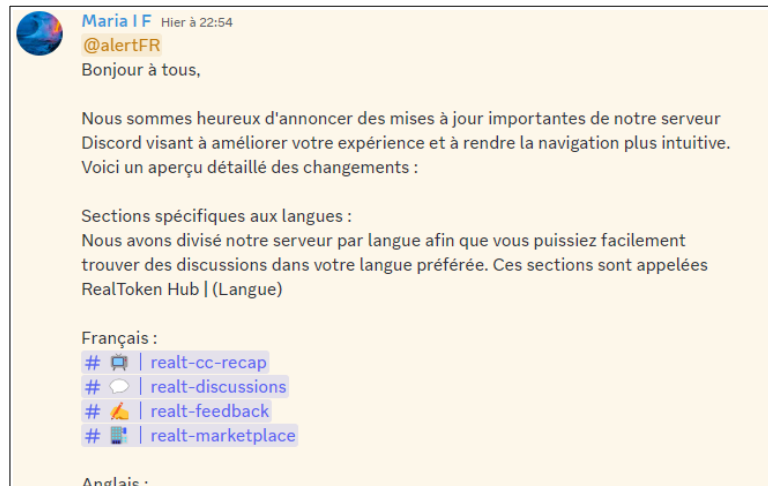 Maria I F Hier à 22:54
@alertFR
Bonjour à tous,
Nous sommes heureux d'annoncer des mises à jour importantes de notre serveur
Discord visant à améliorer votre expérience et à rendre la navigation plus intuitive.
Voici un aperçu détaillé des changements :
Sections spécifiques aux langues :
Nous avons divisé notre serveur par langue afin que vous puissiez facilement
trouver des discussions dans votre langue préférée. Ces sections sont appelées
RealToken Hub | (Langue)
Français :
# 📺 | realt-cc-recap
# 💬 | realt-discussions
# ✍️ | realt-feedback
# 🏪 | realt-marketplace
Anglais :